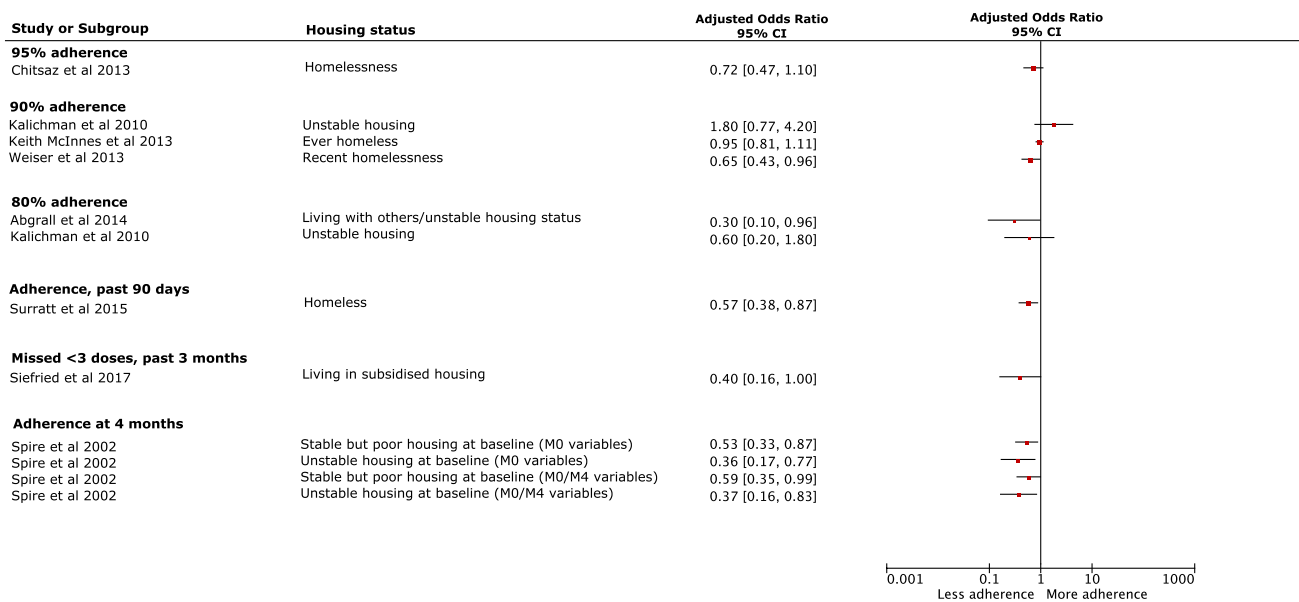 Study or Subgroup Housing status Adjusted Odds Ratio 95% CI Adjusted Odds Ratio 95% CI
95% adherence
Chitsaz et al 2013 Homelessness 0.72 [0.47, 1.10]
90% adherence
Kalichman et al 2010 Unstable housing 1.80 [0.77, 4.20]
Keith McInnes et al 2013 Ever homeless 0.95 [0.81, 1.11]
Weiser et al 2013 Recent homelessness 0.65 [0.43, 0.96]
80% adherence
Abgrall et al 2014 Living with others/unstable housing status 0.30 [0.10, 0.96]
Kalichman et al 2010 Unstable housing 0.60 [0.20, 1.80]
Adherence, past 90 days
Surratt et al 2015 Homeless 0.57 [0.38, 0.87]
Missed <3 doses, past 3 months
Siefried et al 2017 Living in subsidised housing 0.40 [0.16, 1.00]
Adherence at 4 months
Spire et al 2002 Stable but poor housing at baseline (M0 variables) 0.53 [0.33, 0.87]
Spire et al 2002 Unstable housing at baseline (M0 variables) 0.36 [0.17, 0.77]
Spire et al 2002 Stable but poor housing at baseline (M0/M4 variables) 0.59 [0.35, 0.99]
Spire et al 2002 Unstable housing at baseline (M0/M4 variables) 0.37 [0.16, 0.83]
0.001 0.1 1 10 1000
Less adherence More adherence